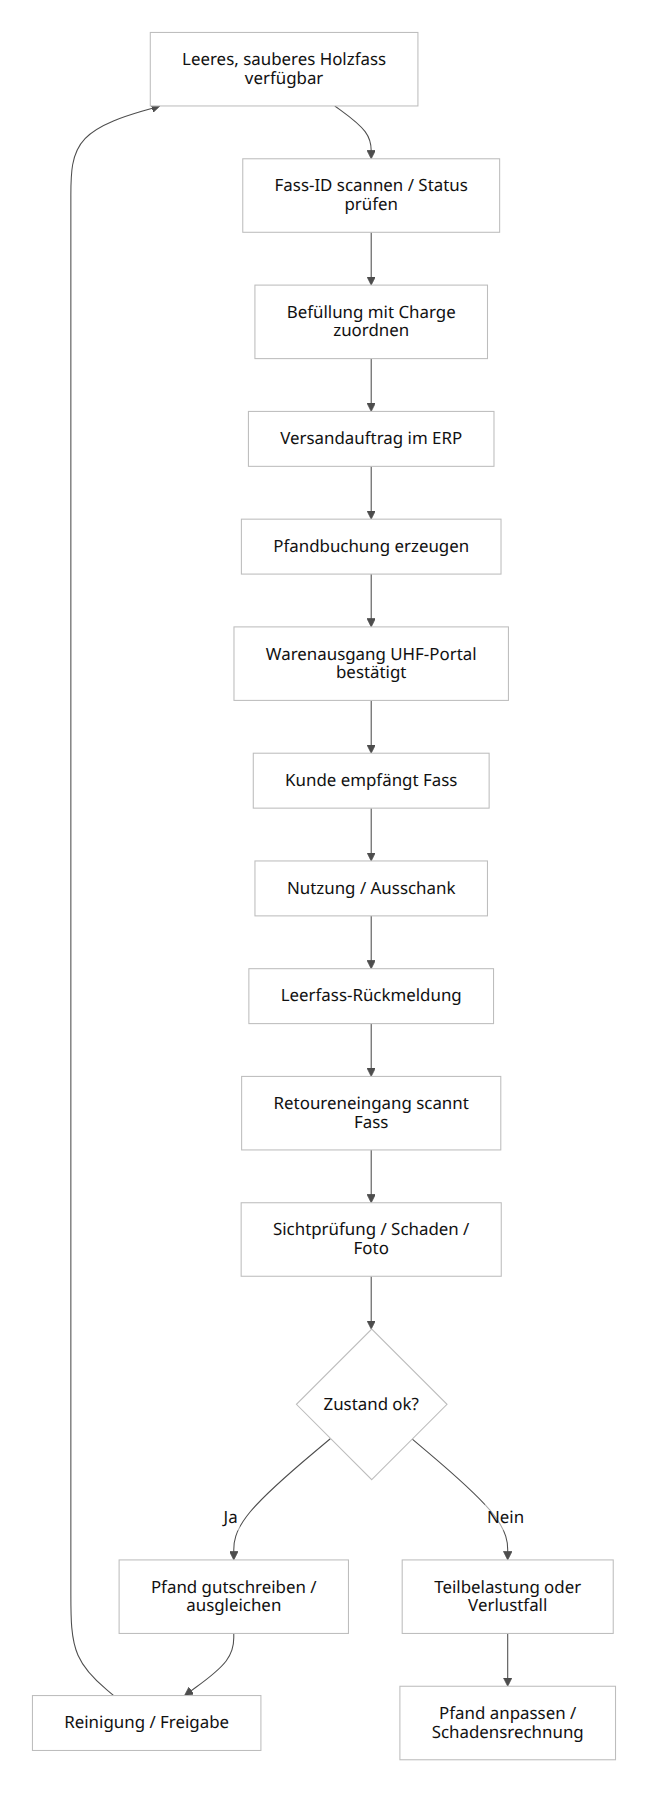 Leeres, sauberes Holzfass
verfügbar
Fass-ID scannen / Status
prüfen
Befüllung mit Charge
zuordnen
Versandauftrag im ERP
Pfandbuchung erzeugen
Warenausgang UHF-Portal
bestätigt
Kunde empfängt Fass
Nutzung / Ausschank
Leerfass-Rückmeldung
Retoureneingang scannt
Fass
Sichtprüfung / Schaden /
Foto
Zustand ok?
Ja
Nein
Pfand gutschreiben /
ausgleichen
Teilbelastung oder
Verlustfall
Reinigung / Freigabe
Pfand anpassen /
Schadensrechnung